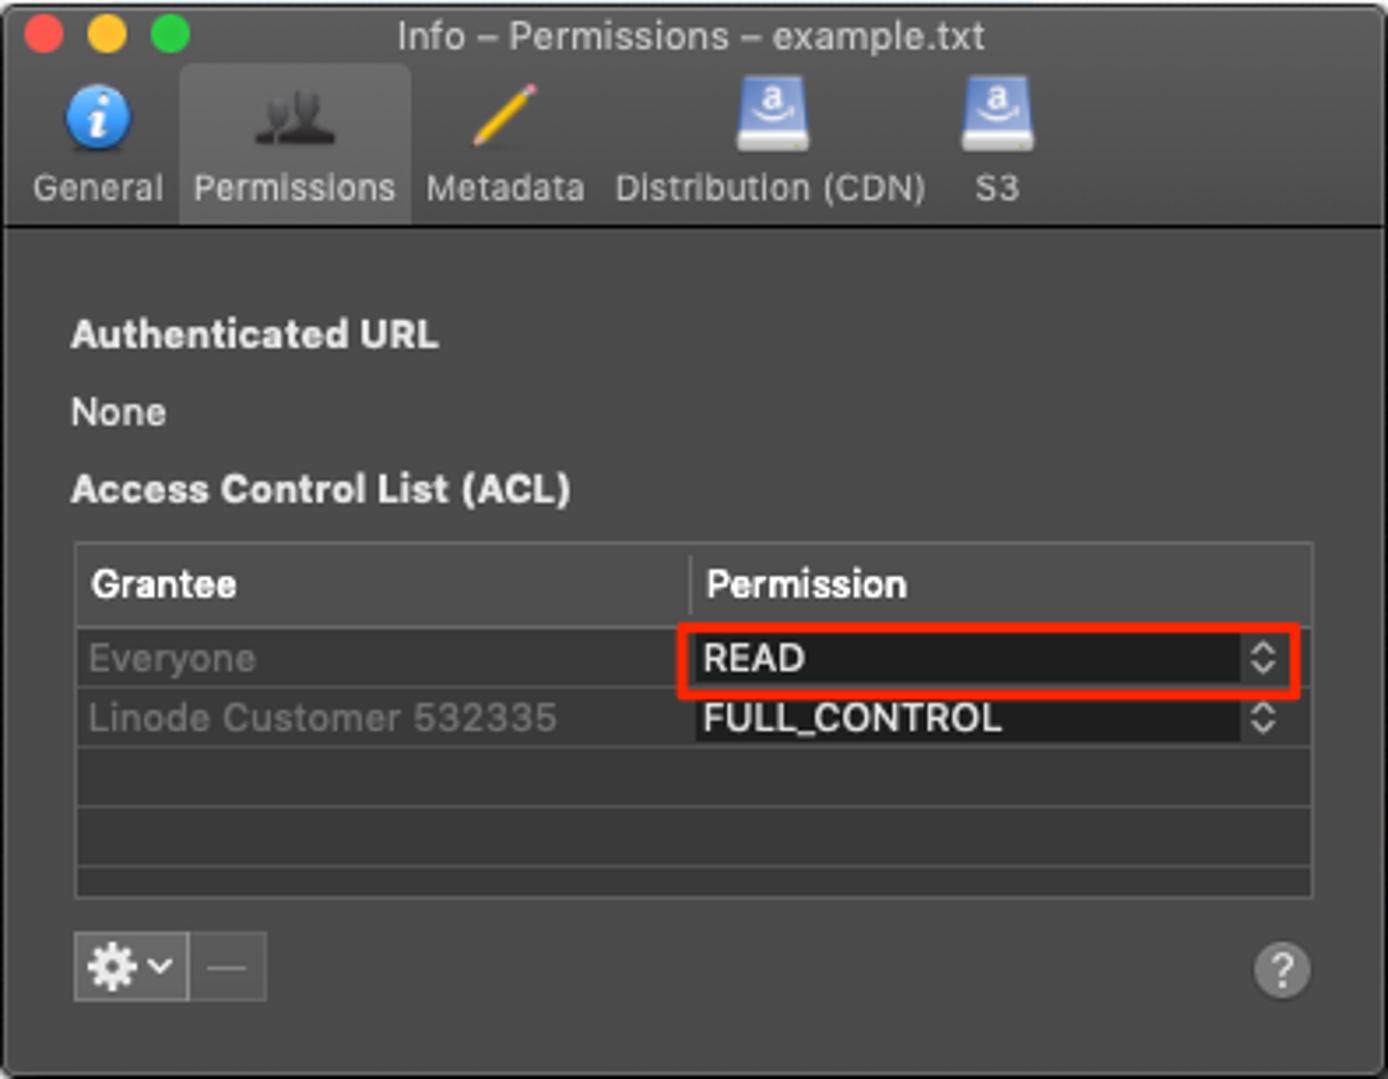 Info – Permissions – example.txt
General Permissions Metadata Distribution (CDN) S3
Authenticated URL
None
Access Control List (ACL)
Grantee Permission
Everyone READ
Linode Customer 532335 FULL_CONTROL